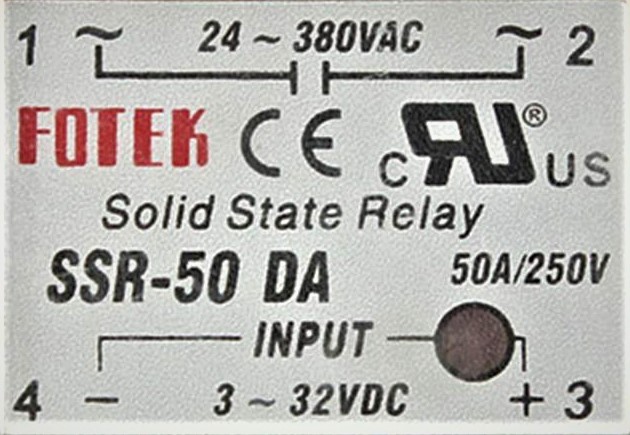 1 ~ 24 ~ 380VAC ~ 2
FOTEK CE c RU ® US
Solid State Relay
SSR-50 DA 50A/250V
INPUT
4 − 3 ~ 32VDC + 3